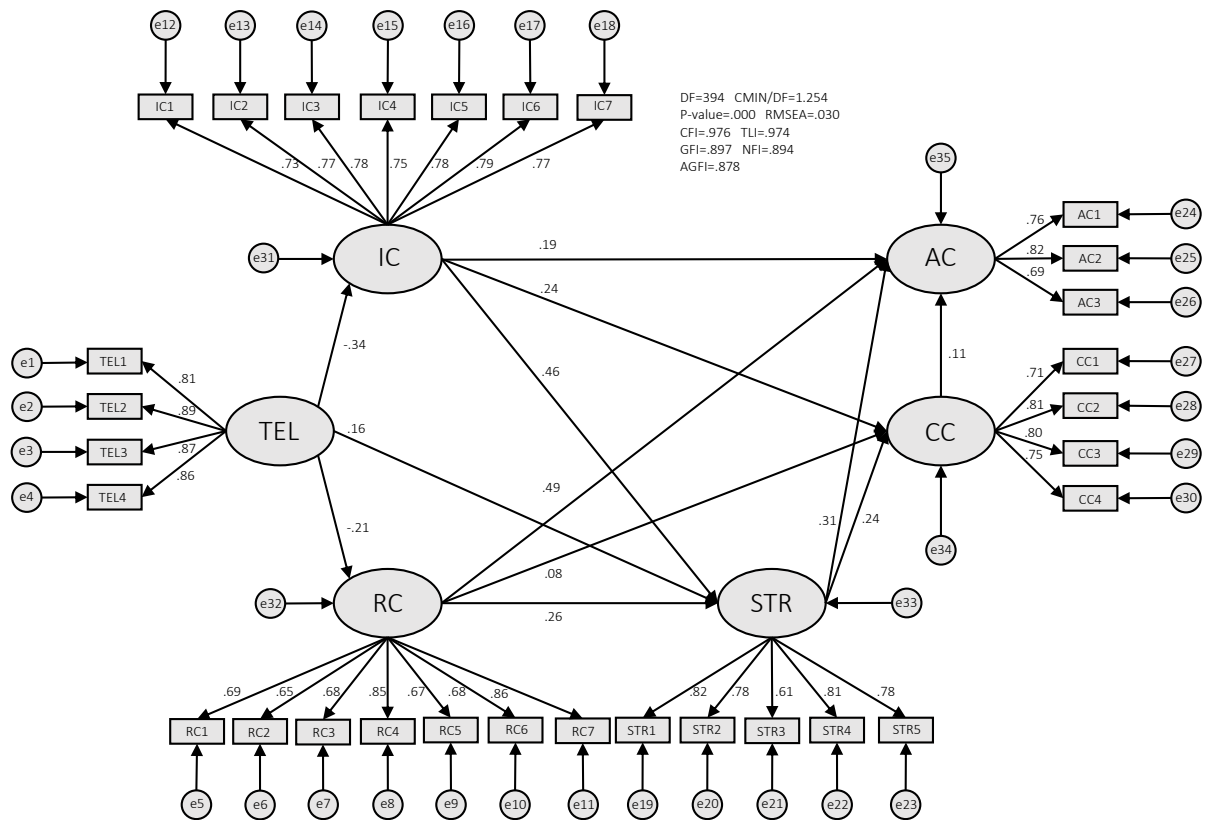 e12 e13 e14 e15 e16 e17 e18
IC1 IC2 IC3 IC4 IC5 IC6 IC7
DF=394 CMIN/DF=1.254
P-value=.000 RMSEA=.030
CFI=.976 TLI=.974
GFI=.897 NFI=.894
AGFI=.878
.73 .77 .78 .75 .78 .79 .77
e35
e31 IC .19 AC
.76 AC1 e24
.82 AC2 e25
.69 AC3 e26
.24
-.34
.46
.11
e1 TEL1 .81
e2 TEL2 .89
e3 TEL3 .87
e4 TEL4 .86
TEL .16
CC
.71 CC1 e27
.81 CC2 e28
.80 CC3 e29
.75 CC4 e30
.49
-.21
.31 .24
e34
.08
e32 RC .26 STR e33
.69 .65 .68 .85 .67 .68 .86 .82 .78 .61 .81 .78
RC1 RC2 RC3 RC4 RC5 RC6 RC7 STR1 STR2 STR3 STR4 STR5
e5 e6 e7 e8 e9 e10 e11 e19 e20 e21 e22 e23